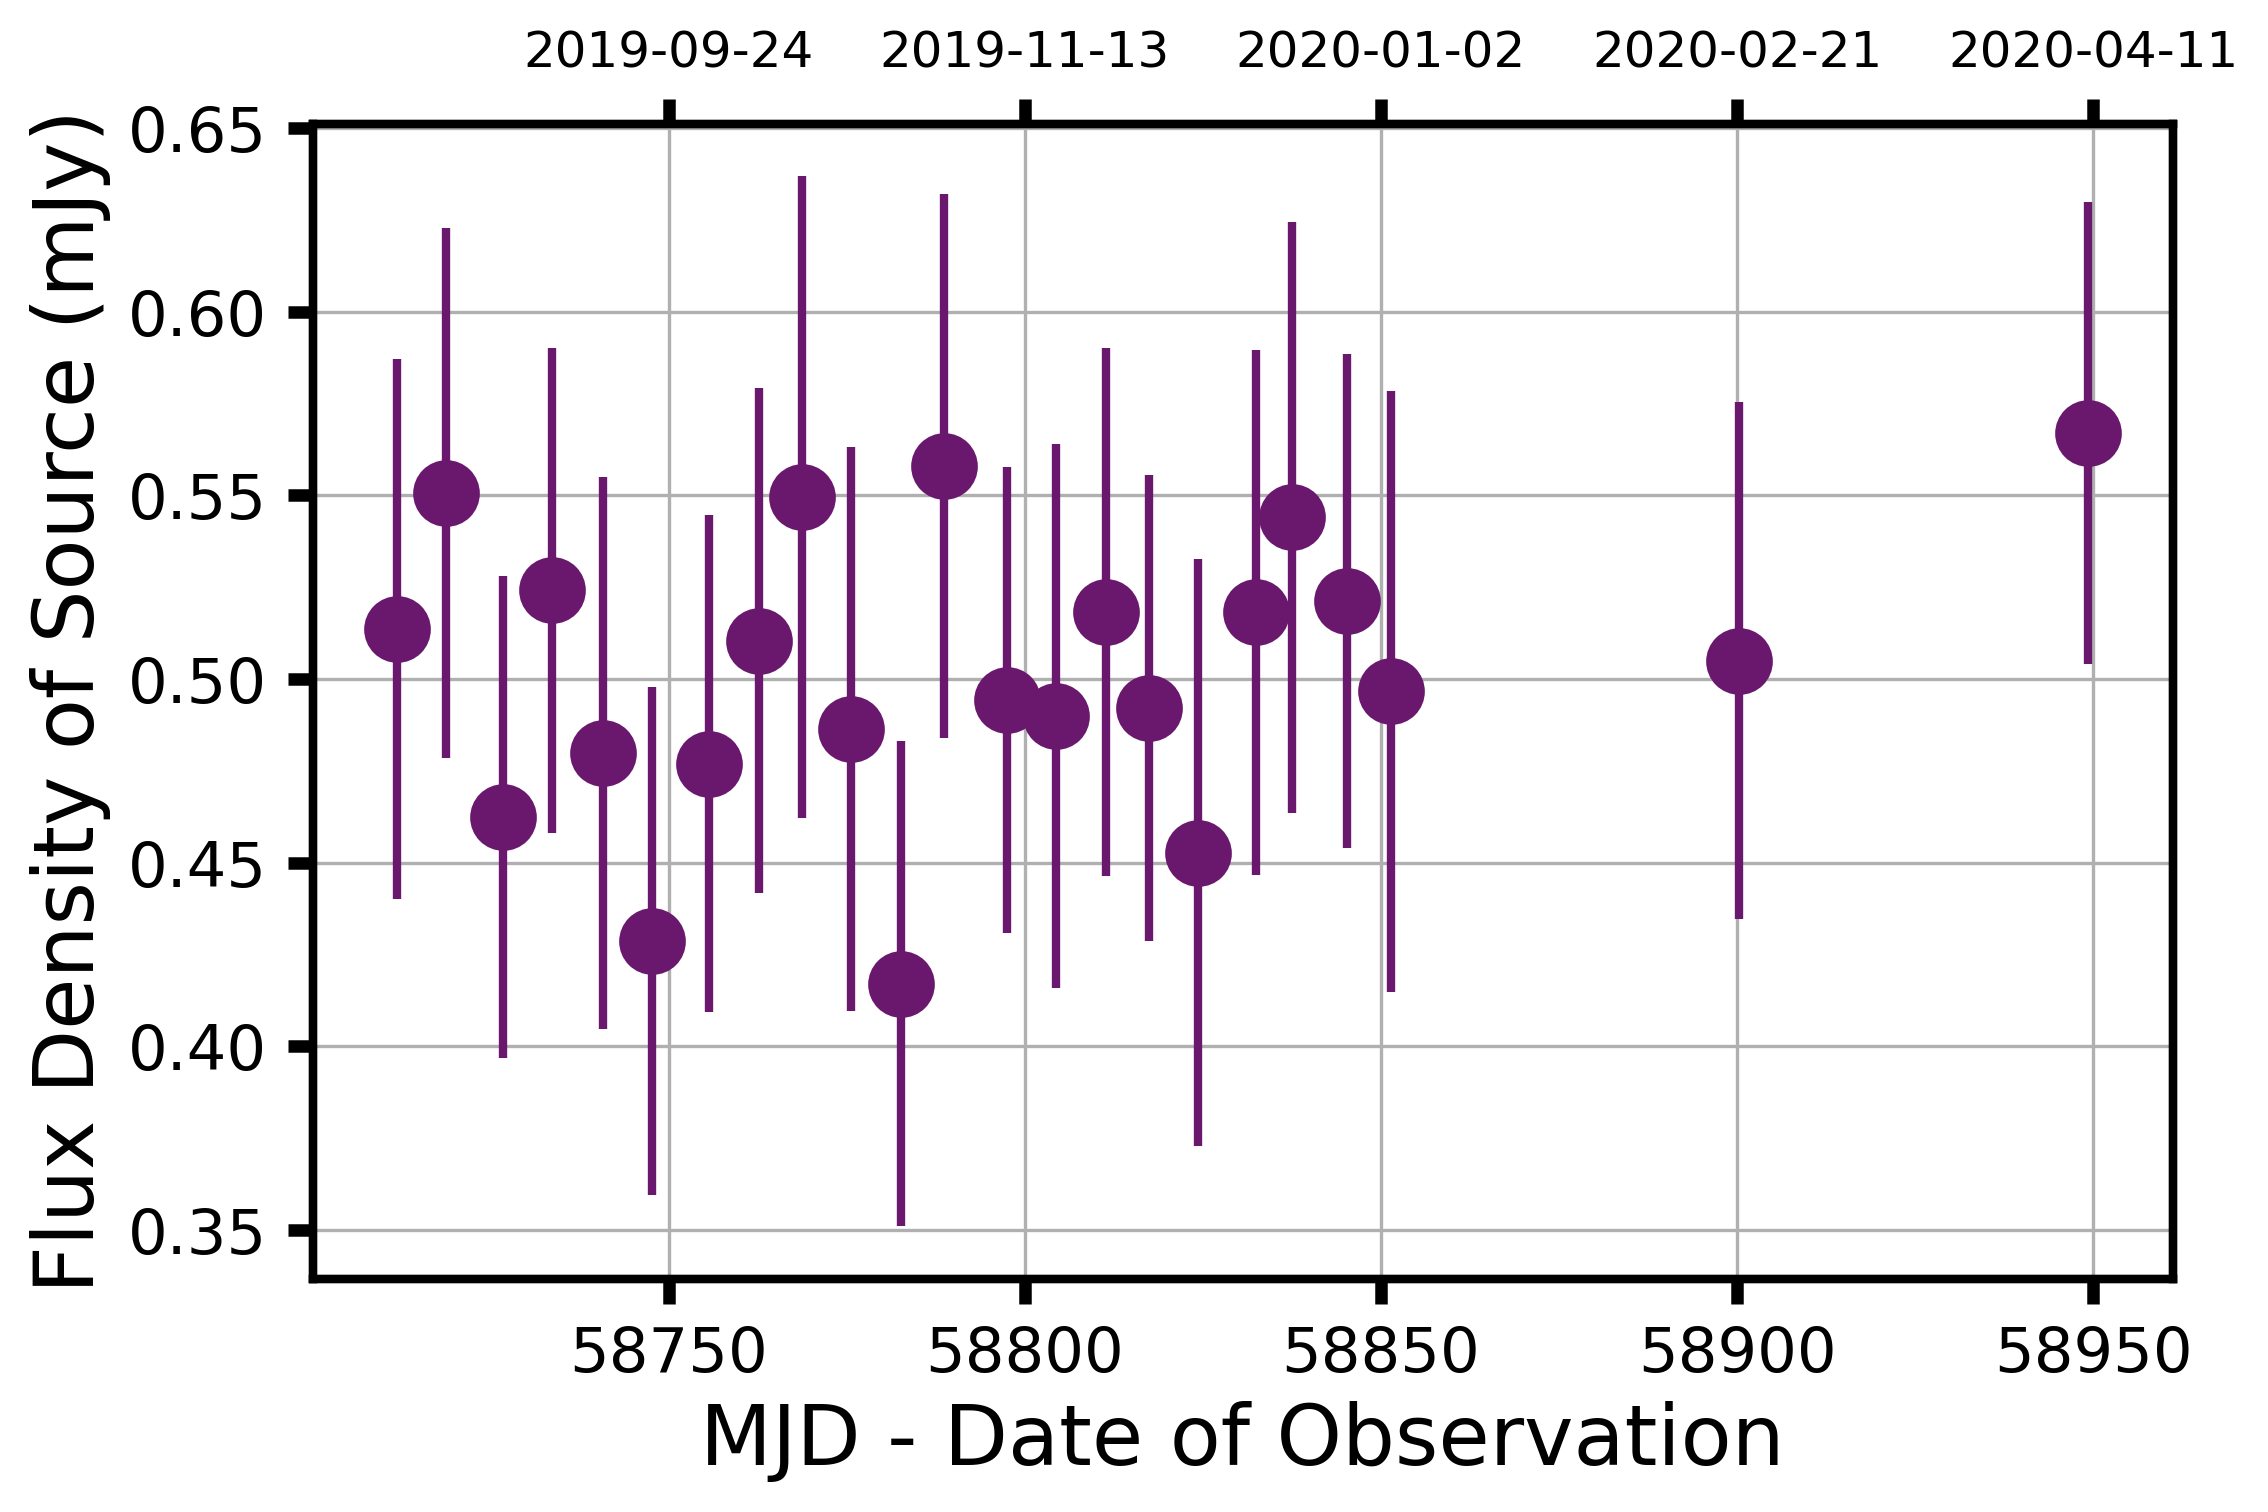 2019-09-24 2019-11-13 2020-01-02 2020-02-21 2020-04-11
Flux Density of Source (mJy)
0.65
0.60
0.55
0.50
0.45
0.40
0.35
58750 58800 58850 58900 58950
MJD - Date of Observation